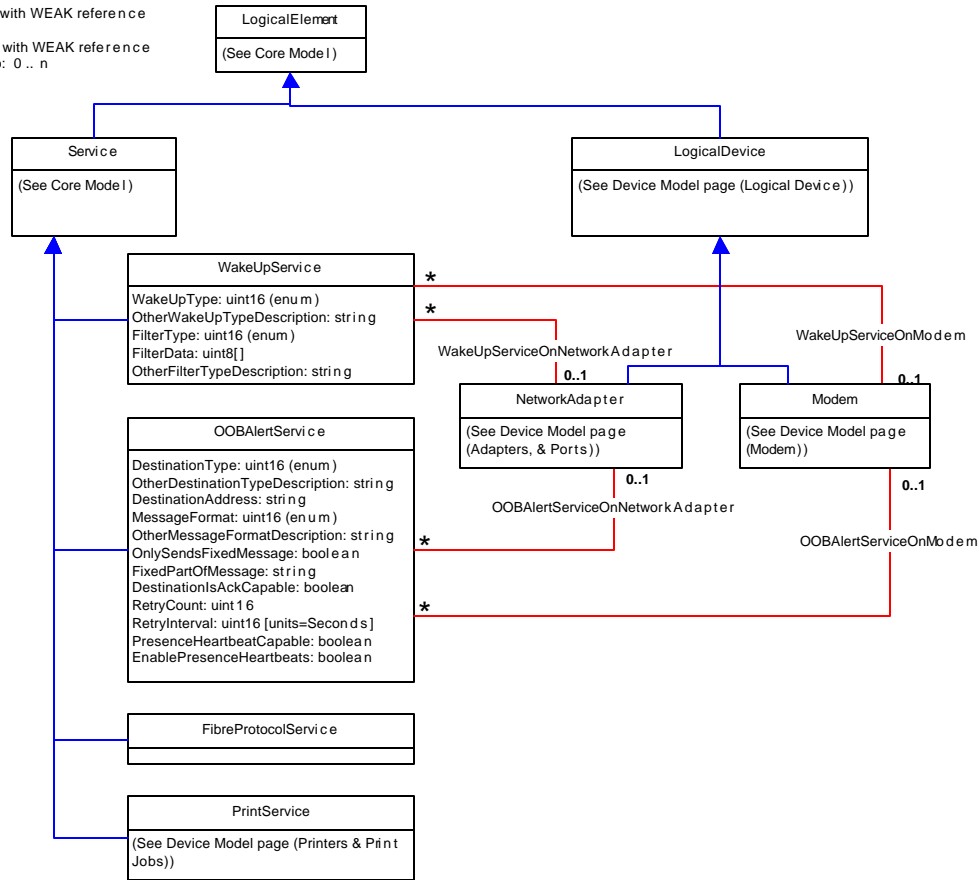 with WEAK reference
with WEAK reference
: 0 .. n
LogicalElement
(See Core Model)
Service
(See Core Model)
LogicalDevice
(See Device Model page (Logical Device))
WakeUpService
WakeUpType: uint16 (enum)
OtherWakeUpTypeDescription: string
FilterType: uint16 (enum)
FilterData: uint8[]
OtherFilterTypeDescription: string
*
*
WakeUpServiceOnNetworkAdapter
WakeUpServiceOnModem
0..1
0..1
NetworkAdapter
(See Device Model page
(Adapters, & Ports))
Modem
(See Device Model page
(Modem))
0..1
0..1
OOBAlertService
DestinationType: uint16 (enum)
OtherDestinationTypeDescription: string
DestinationAddress: string
MessageFormat: uint16 (enum)
OtherMessageFormatDescription: string
OnlySendsFixedMessage: boolean
FixedPartOfMessage: string
DestinationIsAckCapable: boolean
RetryCount: uint16
RetryInterval: uint16 [units=Seconds]
PresenceHeartbeatCapable: boolean
EnablePresenceHeartbeats: boolean
OOBAlertServiceOnNetworkAdapter
OOBAlertServiceOnModem
*
*
FibreProtocolService
PrintService
(See Device Model page (Printers & Print
Jobs))